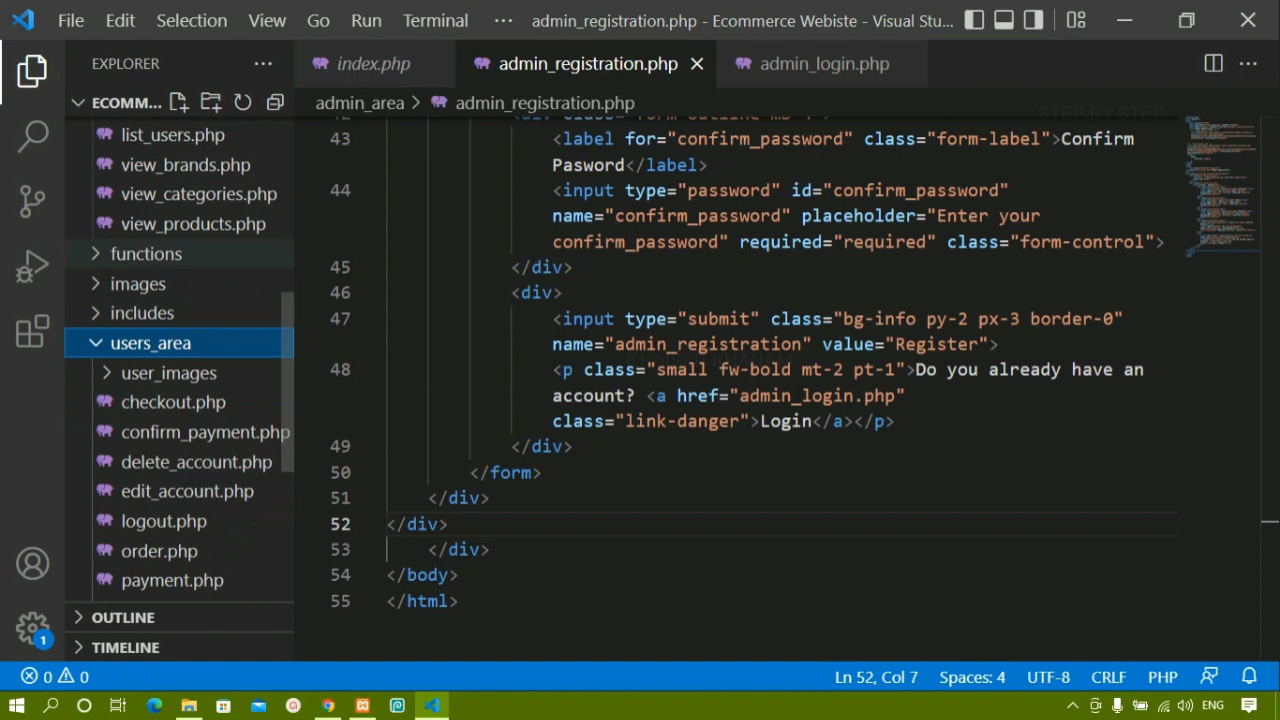 File Edit Selection View Go Run Terminal ··· admin_registration.php - Ecommerce Webiste - Visual Stu...
EXPLORER ···
index.php admin_registration.php admin_login.php
ECOMM...
admin_area > admin_registration.php
STEP BY STEP
list_users.php
view_brands.php
view_categories.php
view_products.php
functions
images
includes
users_area
user_images
checkout.php
confirm_payment.php
delete_account.php
edit_account.php
logout.php
order.php
payment.php
OUTLINE
TIMELINE
43 <label for="confirm_password" class="form-label">Confirm
Pasword</label>
44 <input type="password" id="confirm_password"
name="confirm_password" placeholder="Enter your
confirm_password" required="required" class="form-control">
45 </div>
46 <div>
47 <input type="submit" class="bg-info py-2 px-3 border-0"
name="admin_registration" value="Register">
48 <p class="small fw-bold mt-2 pt-1">Do you already have an
account? <a href="admin_login.php"
class="link-danger">Login</a></p>
49 </div>
50 </form>
51 </div>
52 </div>
53 </div>
54 </body>
55 </html>
1
0 0 Ln 52, Col 7 Spaces: 4 UTF-8 CRLF PHP
ENG